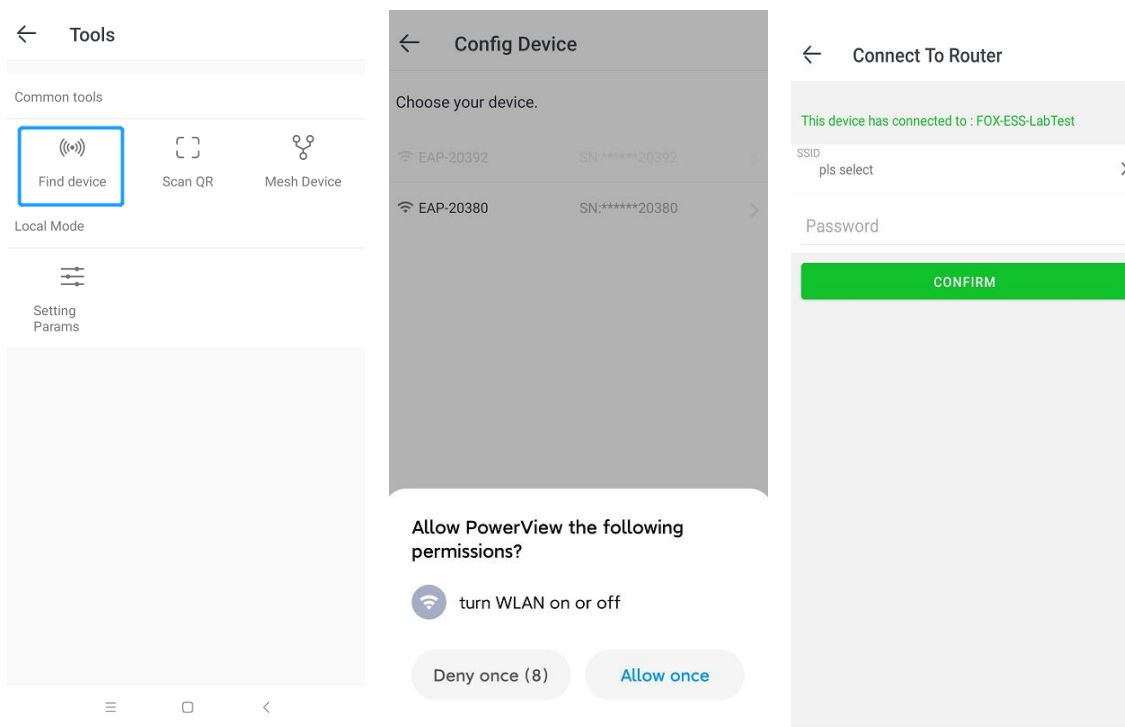 Tools
Common tools
Find device
Scan QR
Mesh Device
Local Mode
Setting
Params
Config Device
Choose your device.
EAP-20392 SN:******20392
EAP-20380 SN:******20380
Allow PowerView the following
permissions?
turn WLAN on or off
Deny once (8)
Allow once
Connect To Router
This device has connected to : FOX-ESS-LabTest
SSID
pls select
Password
CONFIRM